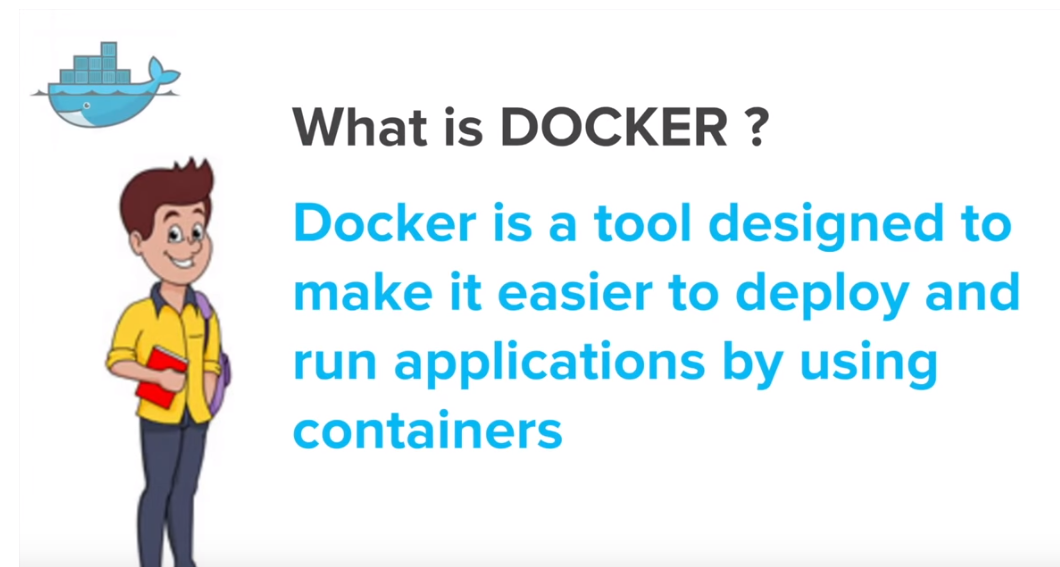 What is DOCKER ?
Docker is a tool designed to
make it easier to deploy and
run applications by using
containers